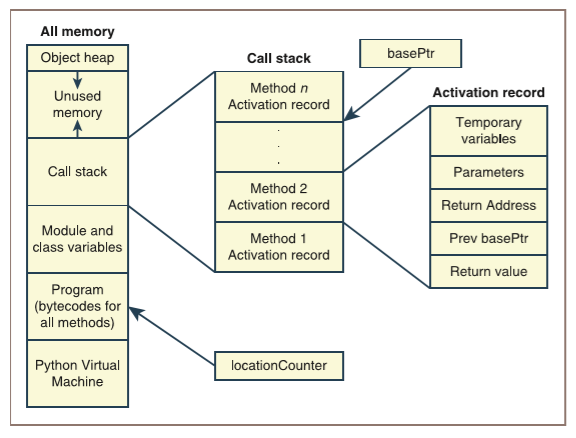 All memory
Object heap
Unused
memory
Call stack
Module and
class variables
Program
(bytecodes for
all methods)
Python Virtual
Machine
Call stack
Method n
Activation record
.
.
.
Method 2
Activation record
Method 1
Activation record
basePtr
locationCounter
Activation record
Temporary
variables
Parameters
Return Address
Prev basePtr
Return value